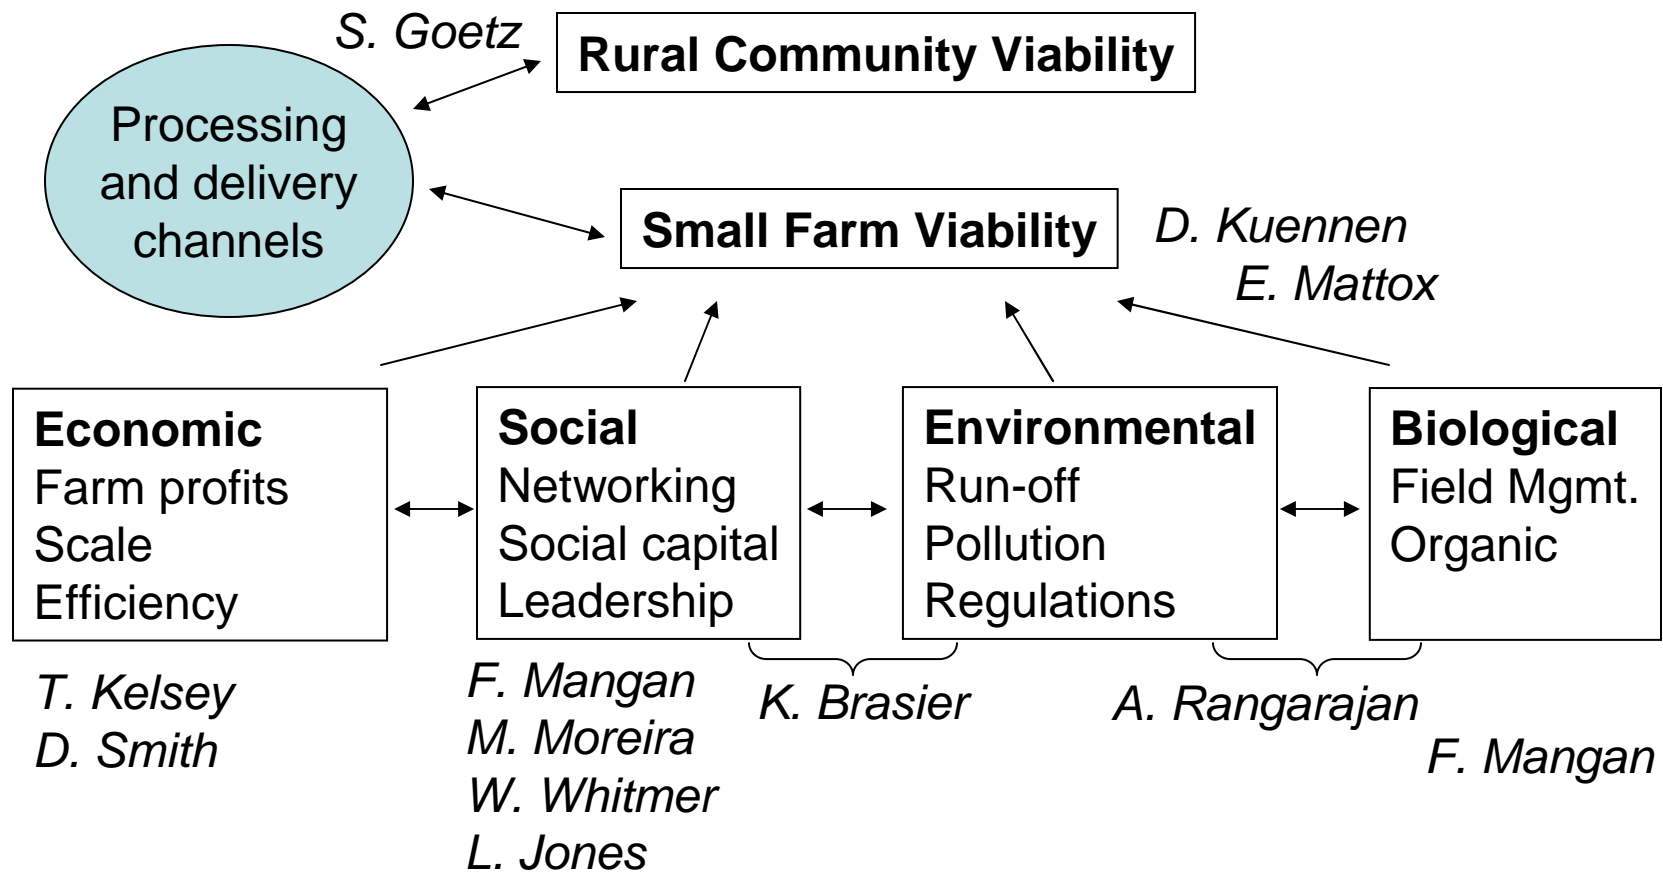 S. Goetz
Rural Community Viability
Processing
and delivery
channels
Small Farm Viability
D. Kuennen
E. Mattox
Economic
Farm profits
Scale
Efficiency
Social
Networking
Social capital
Leadership
Environmental
Run-off
Pollution
Regulations
Biological
Field Mgmt.
Organic
T. Kelsey
D. Smith
F. Mangan
M. Moreira
W. Whitmer
L. Jones
K. Brasier
A. Rangarajan
F. Mangan